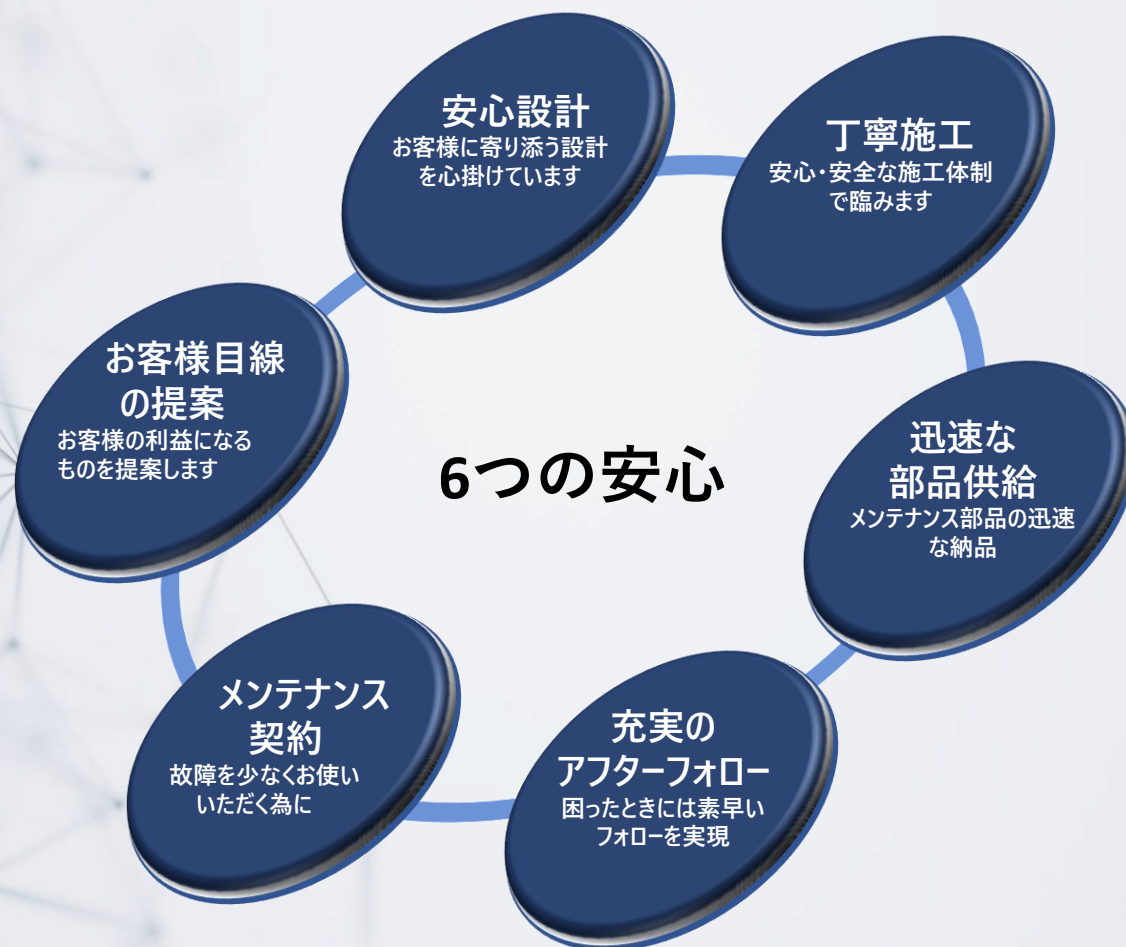 安心設計
お客様に寄り添う設計
を心掛けています
丁寧施工
安心・安全な施工体制
で臨みます
お客様目線
の提案
お客様の利益になる
ものを提案します
6つの安心
迅速な
部品供給
メンテナンス部品の迅速
な納品
メンテナンス
契約
故障を少なくお使い
いただく為に
充実の
アフターフォロー
困ったときには素早い
フォローを実現